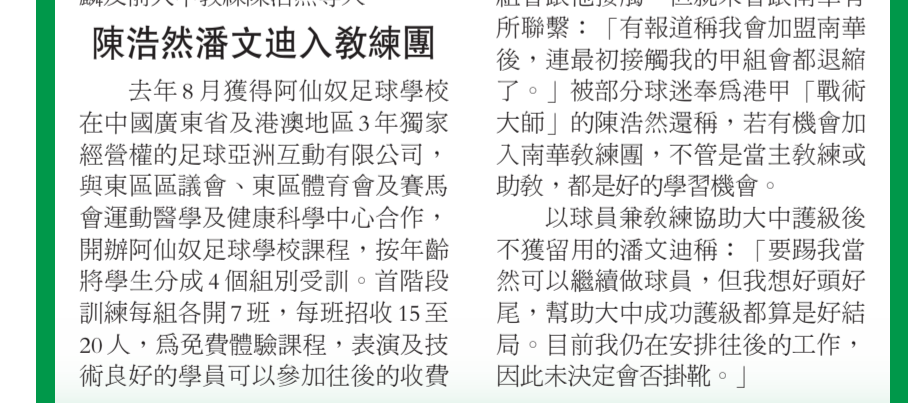 陳浩然潘文迪入教練團
去年8月獲得阿仙奴足球學校
在中國廣東省及港澳地區3年獨家
經營權的足球亞洲互動有限公司，
與東區區議會、東區體育會及賽馬
會運動醫學及健康科學中心合作，
開辦阿仙奴足球學校課程，按年齡
將學生分成4個組別受訓。首階段
訓練每組各開7班，每班招收15至
20人，為免費體驗課程，表演及技
術良好的學員可以參加往後的收費
所聯繫：「有報道稱我會加盟南華
後，連最初接觸我的甲組會都退縮
了。」被部分球迷奉為港甲「戰術
大師」的陳浩然還稱，若有機會加
入南華教練團，不管是當主教練或
助教，都是好的學習機會。
以球員兼教練協助大中護級後
不獲留用的潘文迪稱：「要踢我當
然可以繼續做球員，但我想好頭好
尾，幫助大中成功護級都算是好結
局。目前我仍在安排往後的工作，
因此未決定會否掛靴。」